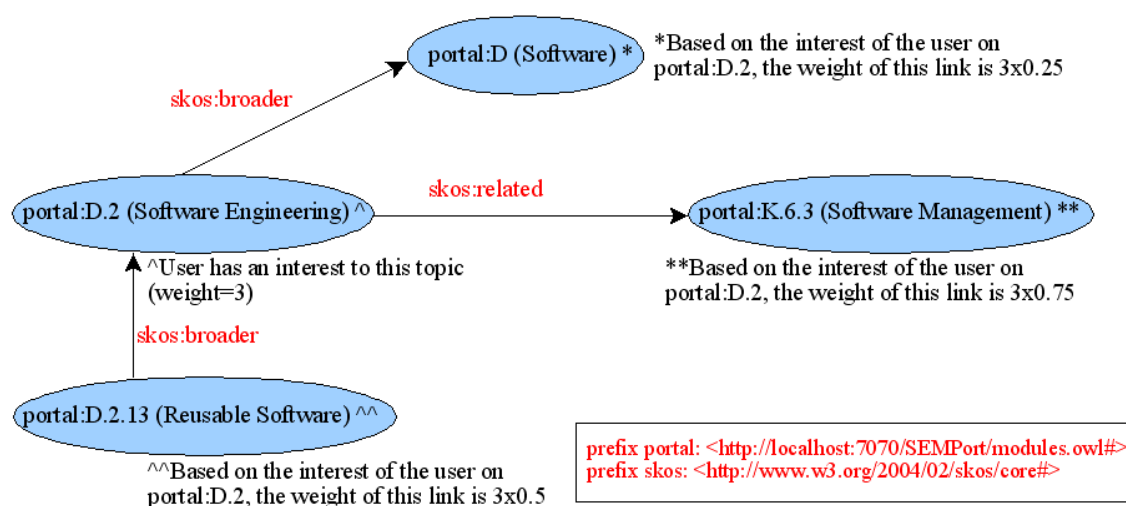 portal:D (Software) *
*Based on the interest of the user on
portal:D.2, the weight of this link is 3x0.25
skos:broader
portal:D.2 (Software Engineering) ^
skos:related
portal:K.6.3 (Software Management) **
^User has an interest to this topic
(weight=3)
**Based on the interest of the user on
portal:D.2, the weight of this link is 3x0.75
skos:broader
portal:D.2.13 (Reusable Software) ^^
^^Based on the interest of the user on
portal:D.2, the weight of this link is 3x0.5
prefix portal: <http://localhost:7070/SEMPort/modules.owl#>
prefix skos: <http://www.w3.org/2004/02/skos/core#>